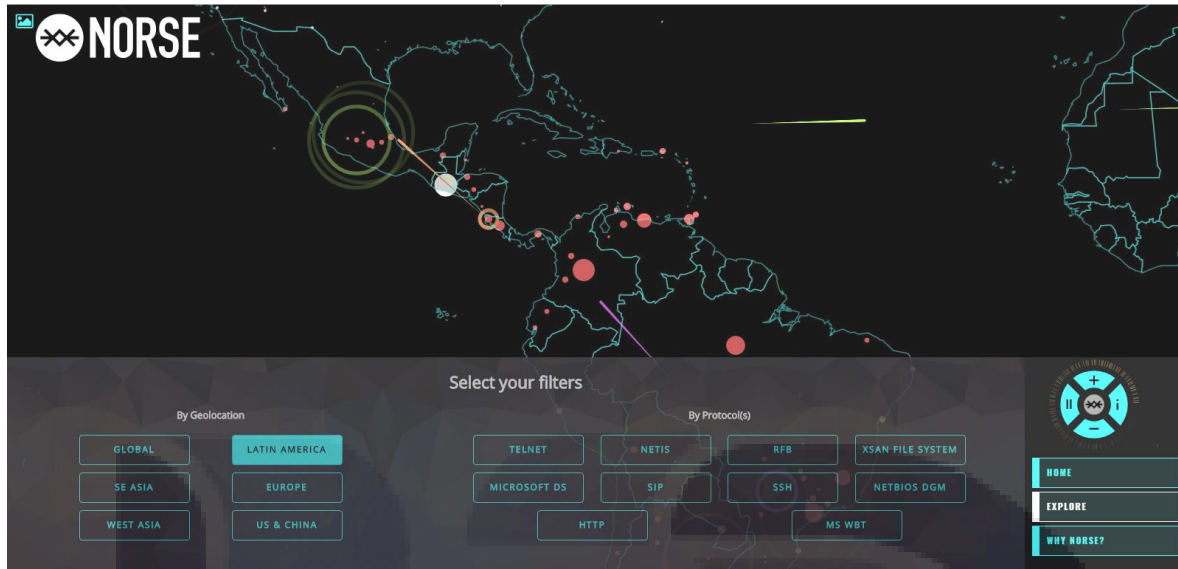 NORSE
Select your filters
By Geolocation
By Protocol(s)
GLOBAL
LATIN AMERICA
TELNET
NETIS
RFB
XSAN FILE SYSTEM
SE ASIA
EUROPE
MICROSOFT DS
SIP
SSH
NETBIOS DGM
WEST ASIA
US & CHINA
HTTP
MS WBT
HOME
EXPLORE
WHY NORSE?